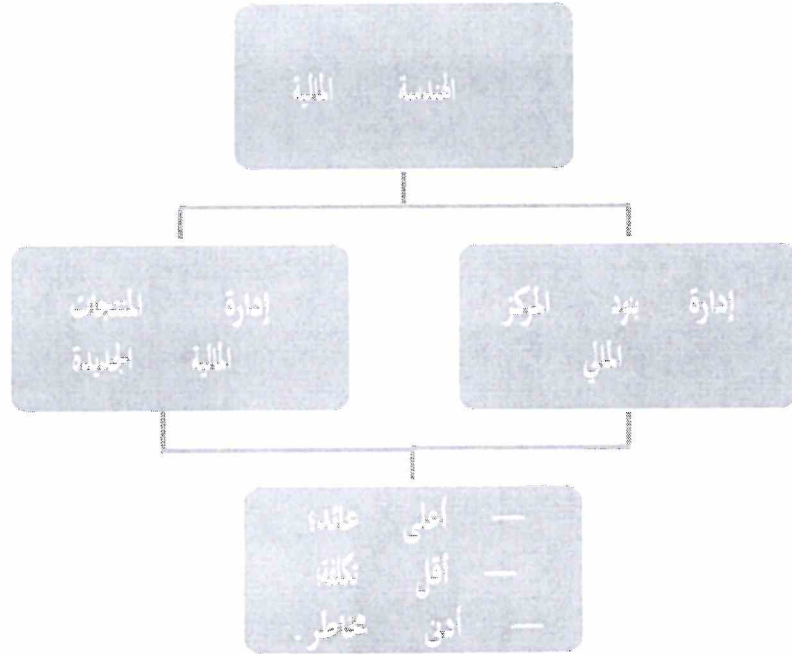 الهندسة المالية
إدارة بنود المركز
المالي
إدارة المنتجات
المالية الجديدة
— أعلى عائد؛
— أقل تكلفة؛
— أدنى مخاطر.